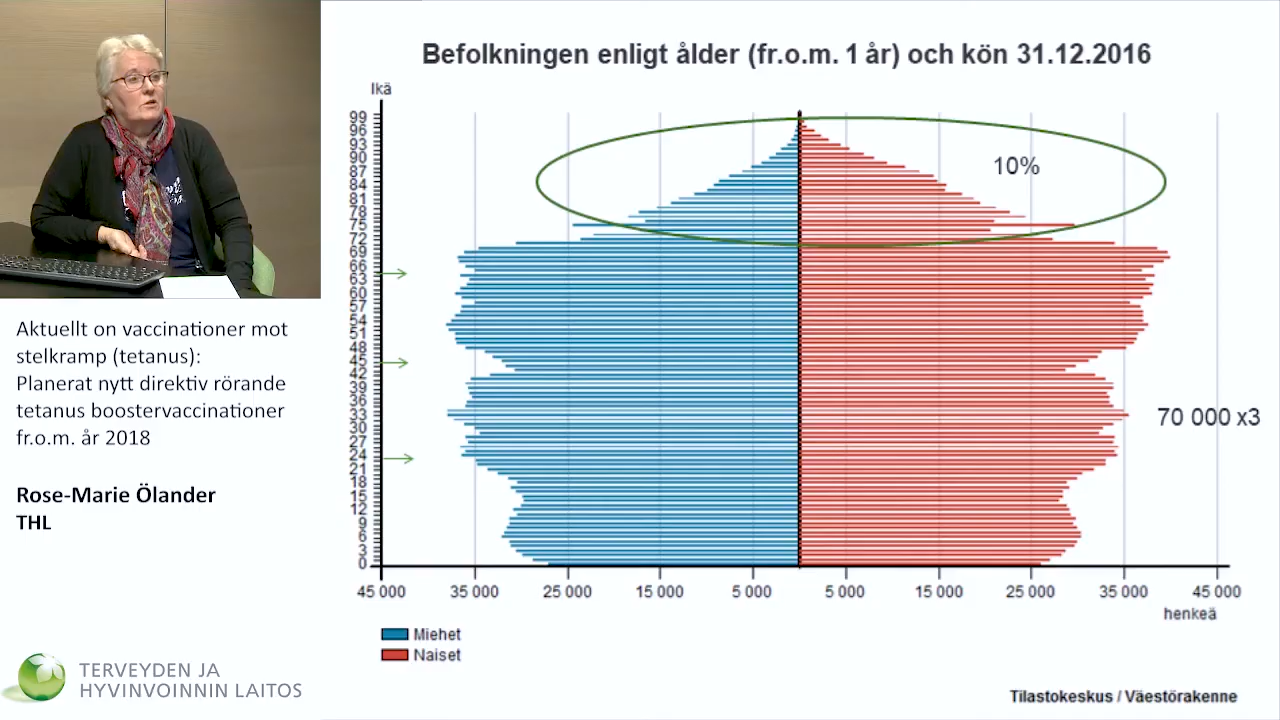 Befolkningen enligt ålder (fr.o.m. 1 år) och kön 31.12.2016
Ikä
99
96
93
90
87
84
81
78
75
72
69
66
63
60
57
54
51
48
45
42
39
36
33
30
27
24
21
18
15
12
9
6
3
0
10%
70 000 x3
45 000 35 000 25 000 15 000 5 000 5 000 15 000 25 000 35 000 45 000
henkeä
Miehet
Naiset
Tilastokeskus / Väestörakenne
Aktuellt on vaccinationer mot
stelkramp (tetanus):
Planerat nytt direktiv rörande
tetanus boostervaccinationer
fr.o.m. år 2018
Rose-Marie Ölander
THL
TERVEYDEN JA
HYVINVOINNIN LAITOS